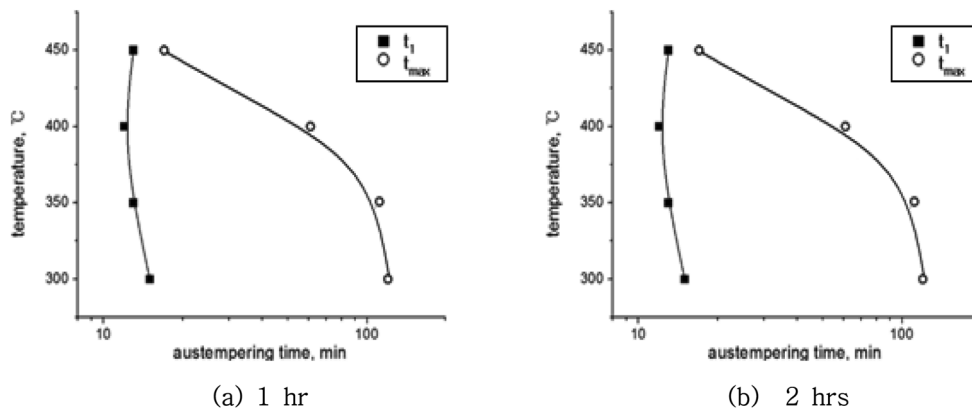 450
400
350
300
temperature, ℃
10
100
austempering time, min
t1
tmax
(a) 1 hr
450
400
350
300
temperature, ℃
10
100
austempering time, min
t1
tmax
(b) 2 hrs